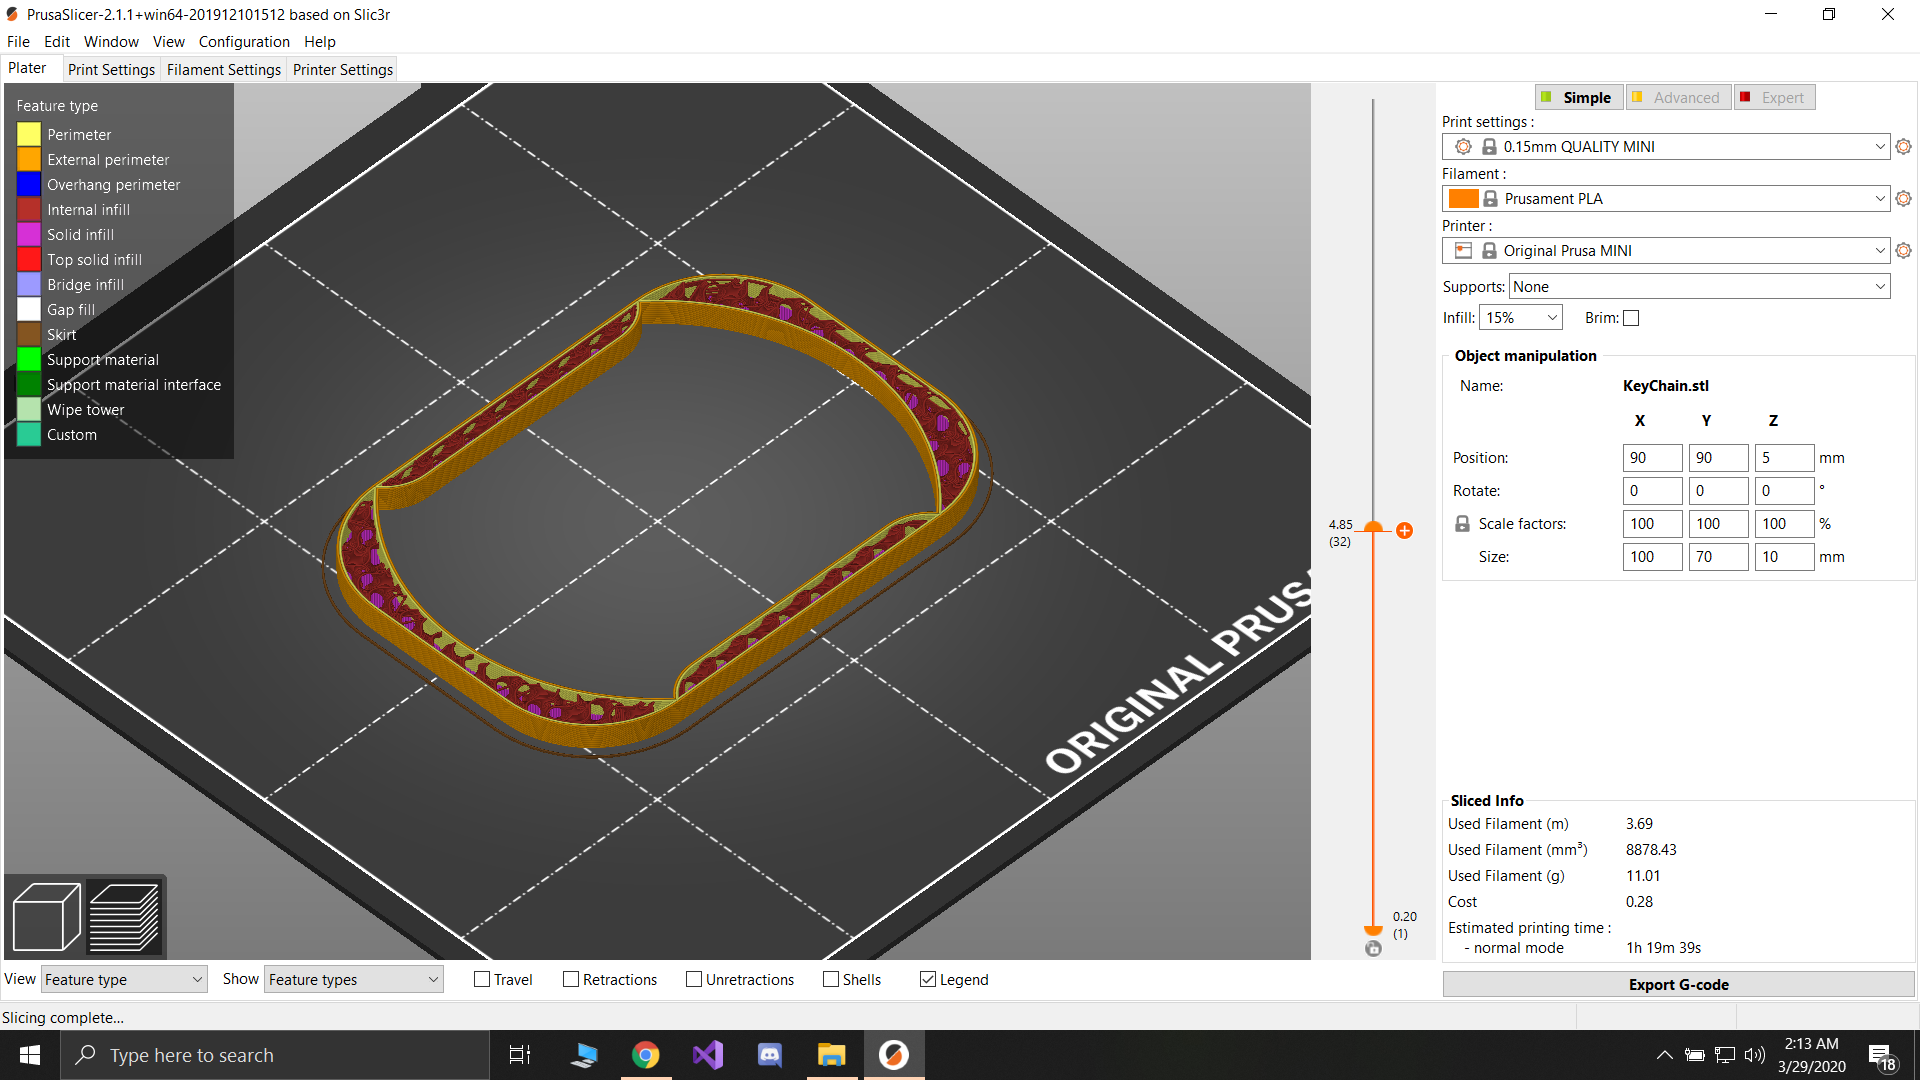 PrusaSlicer-2.1.1+win64-201912101512 based on Slic3r
File Edit Window View Configuration Help
Plater Print Settings Filament Settings Printer Settings
Feature type
Perimeter
External perimeter
Overhang perimeter
Internal infill
Solid infill
Top solid infill
Bridge infill
Gap fill
Skirt
Support material
Support material interface
Wipe tower
Custom
ORIGINAL PRUSA
4.85
(32)
0.20
(1)
Simple Advanced Expert
Print settings :
0.15mm QUALITY MINI
Filament :
Prusament PLA
Printer :
Original Prusa MINI
Supports: None
Infill: 15% Brim:
Object manipulation
Name: KeyChain.stl
X Y Z
Position: 90 90 5 mm
Rotate: 0 0 0 °
Scale factors: 100 100 100 %
Size: 100 70 10 mm
Sliced Info
Used Filament (m) 3.69
Used Filament (mm³) 8878.43
Used Filament (g) 11.01
Cost 0.28
Estimated printing time :
- normal mode 1h 19m 39s
Export G-code
View Feature type Show Feature types Travel Retractions Unretractions Shells Legend
Slicing complete...
Type here to search
2:13 AM
3/29/2020
18